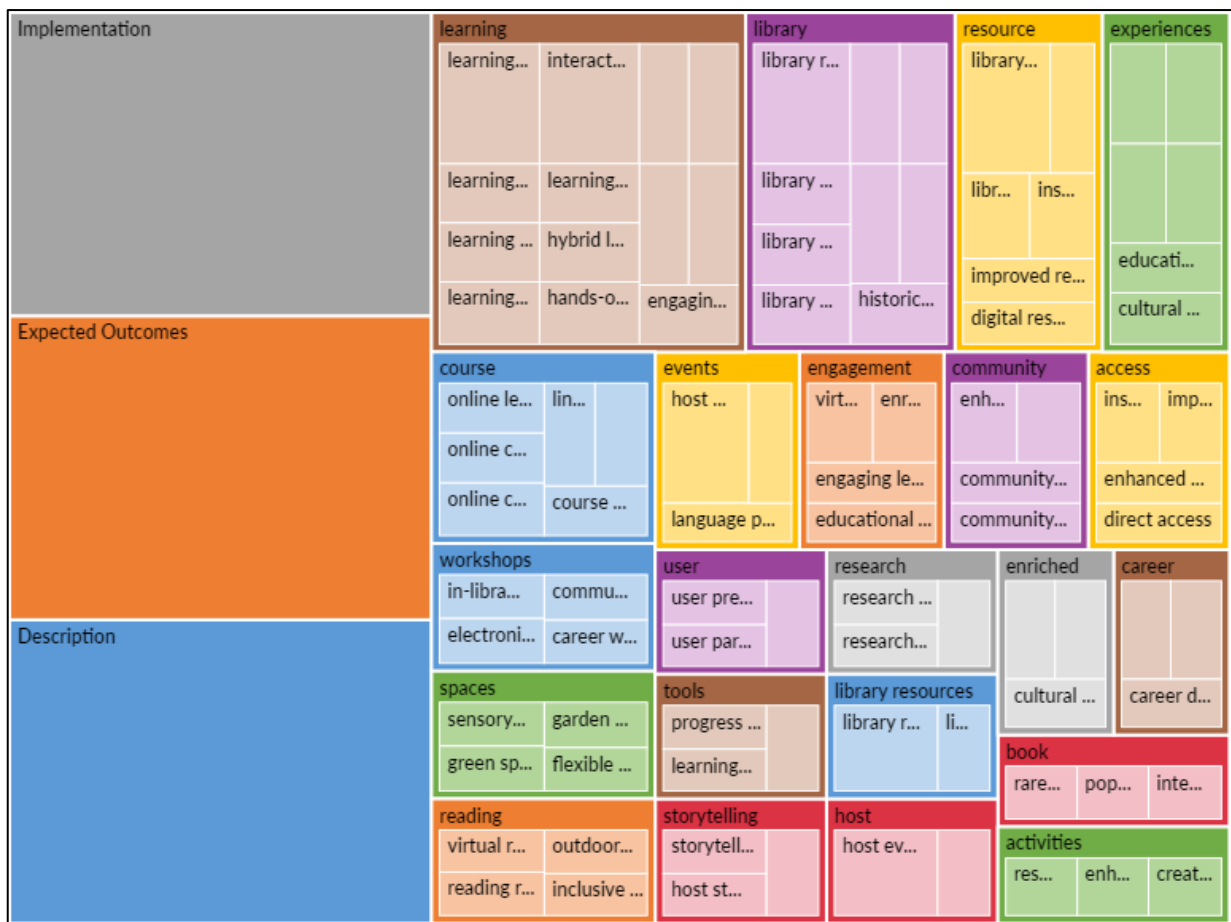 Implementation
Expected Outcomes
Description
learning
learning...
interact...
learning...
learning...
learning ...
hybrid l...
learning...
hands-o...
engagin...
library
library r...
library ...
library ...
library ...
historic...
resource
library...
libr...
ins...
improved re...
digital res...
experiences
educati...
cultural ...
course
online le...
lin...
online c...
online c...
course ...
events
host ...
language p...
engagement
virt...
enr...
engaging le...
educational ...
community
enh...
community...
community...
access
ins...
imp...
enhanced ...
direct access
workshops
in-libra...
commu...
electroni...
career w...
user
user pre...
user par...
research
research ...
research...
enriched
cultural ...
career
career d...
spaces
sensory...
garden ...
green sp...
flexible ...
tools
progress ...
learning...
library resources
library r...
li...
book
rare...
pop...
inte...
reading
virtual r...
outdoor...
reading r...
inclusive ...
storytelling
storytell...
host st...
host
host ev...
activities
res...
enh...
creat...